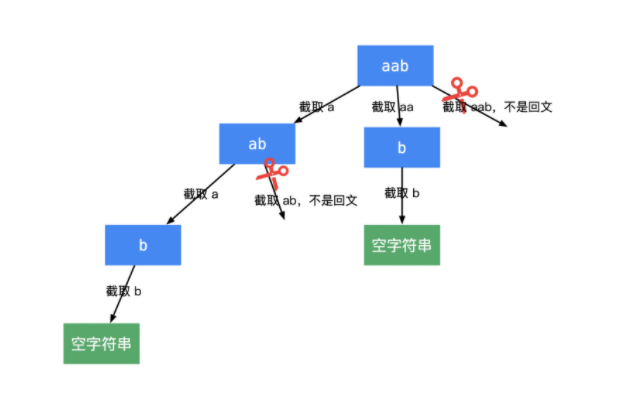 aab
截取 a
截取 aa
截取 aab，不是回文
ab
b
截取 a
截取 ab，不是回文
截取 b
b
空字符串
截取 b
空字符串